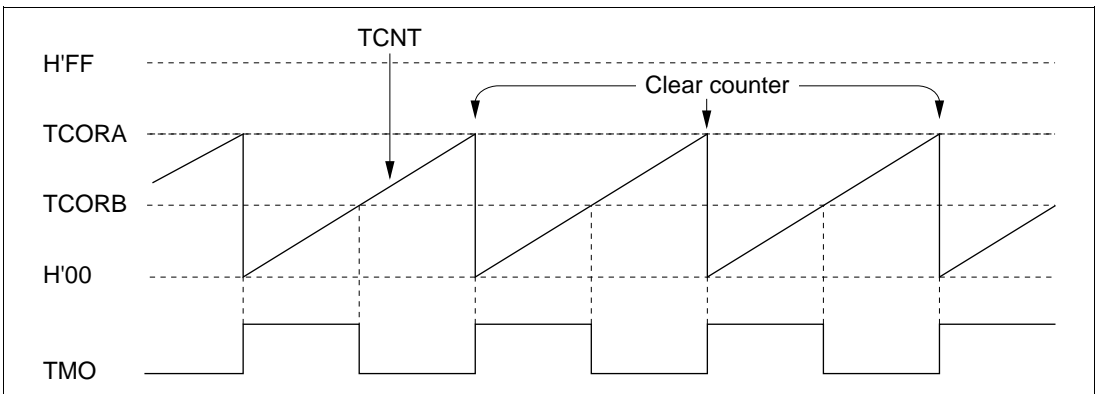 TCNT
H'FF
Clear counter
TCORA
TCORB
H'00
TMO